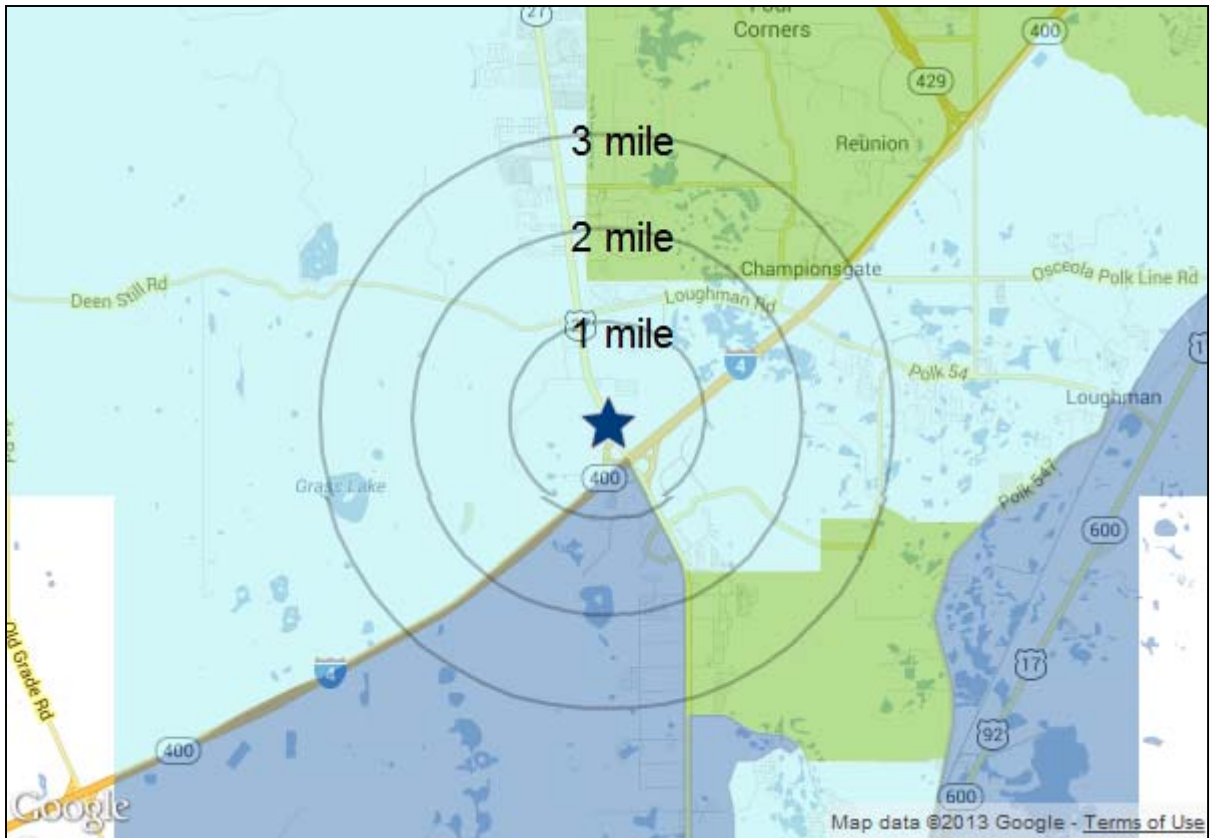 27
Four
Corners
400
429
3 mile
Reunion
2 mile
Championsgate
Osceola Polk Line Rd
Deen Still Rd
Loughman Rd
1 mile
4
Polk 54
Loughman
17
400
Grass Lake
Polk 547
600
Old Grade Rd
4
17
400
92
600
Google
Map data ©2013 Google - Terms of Use